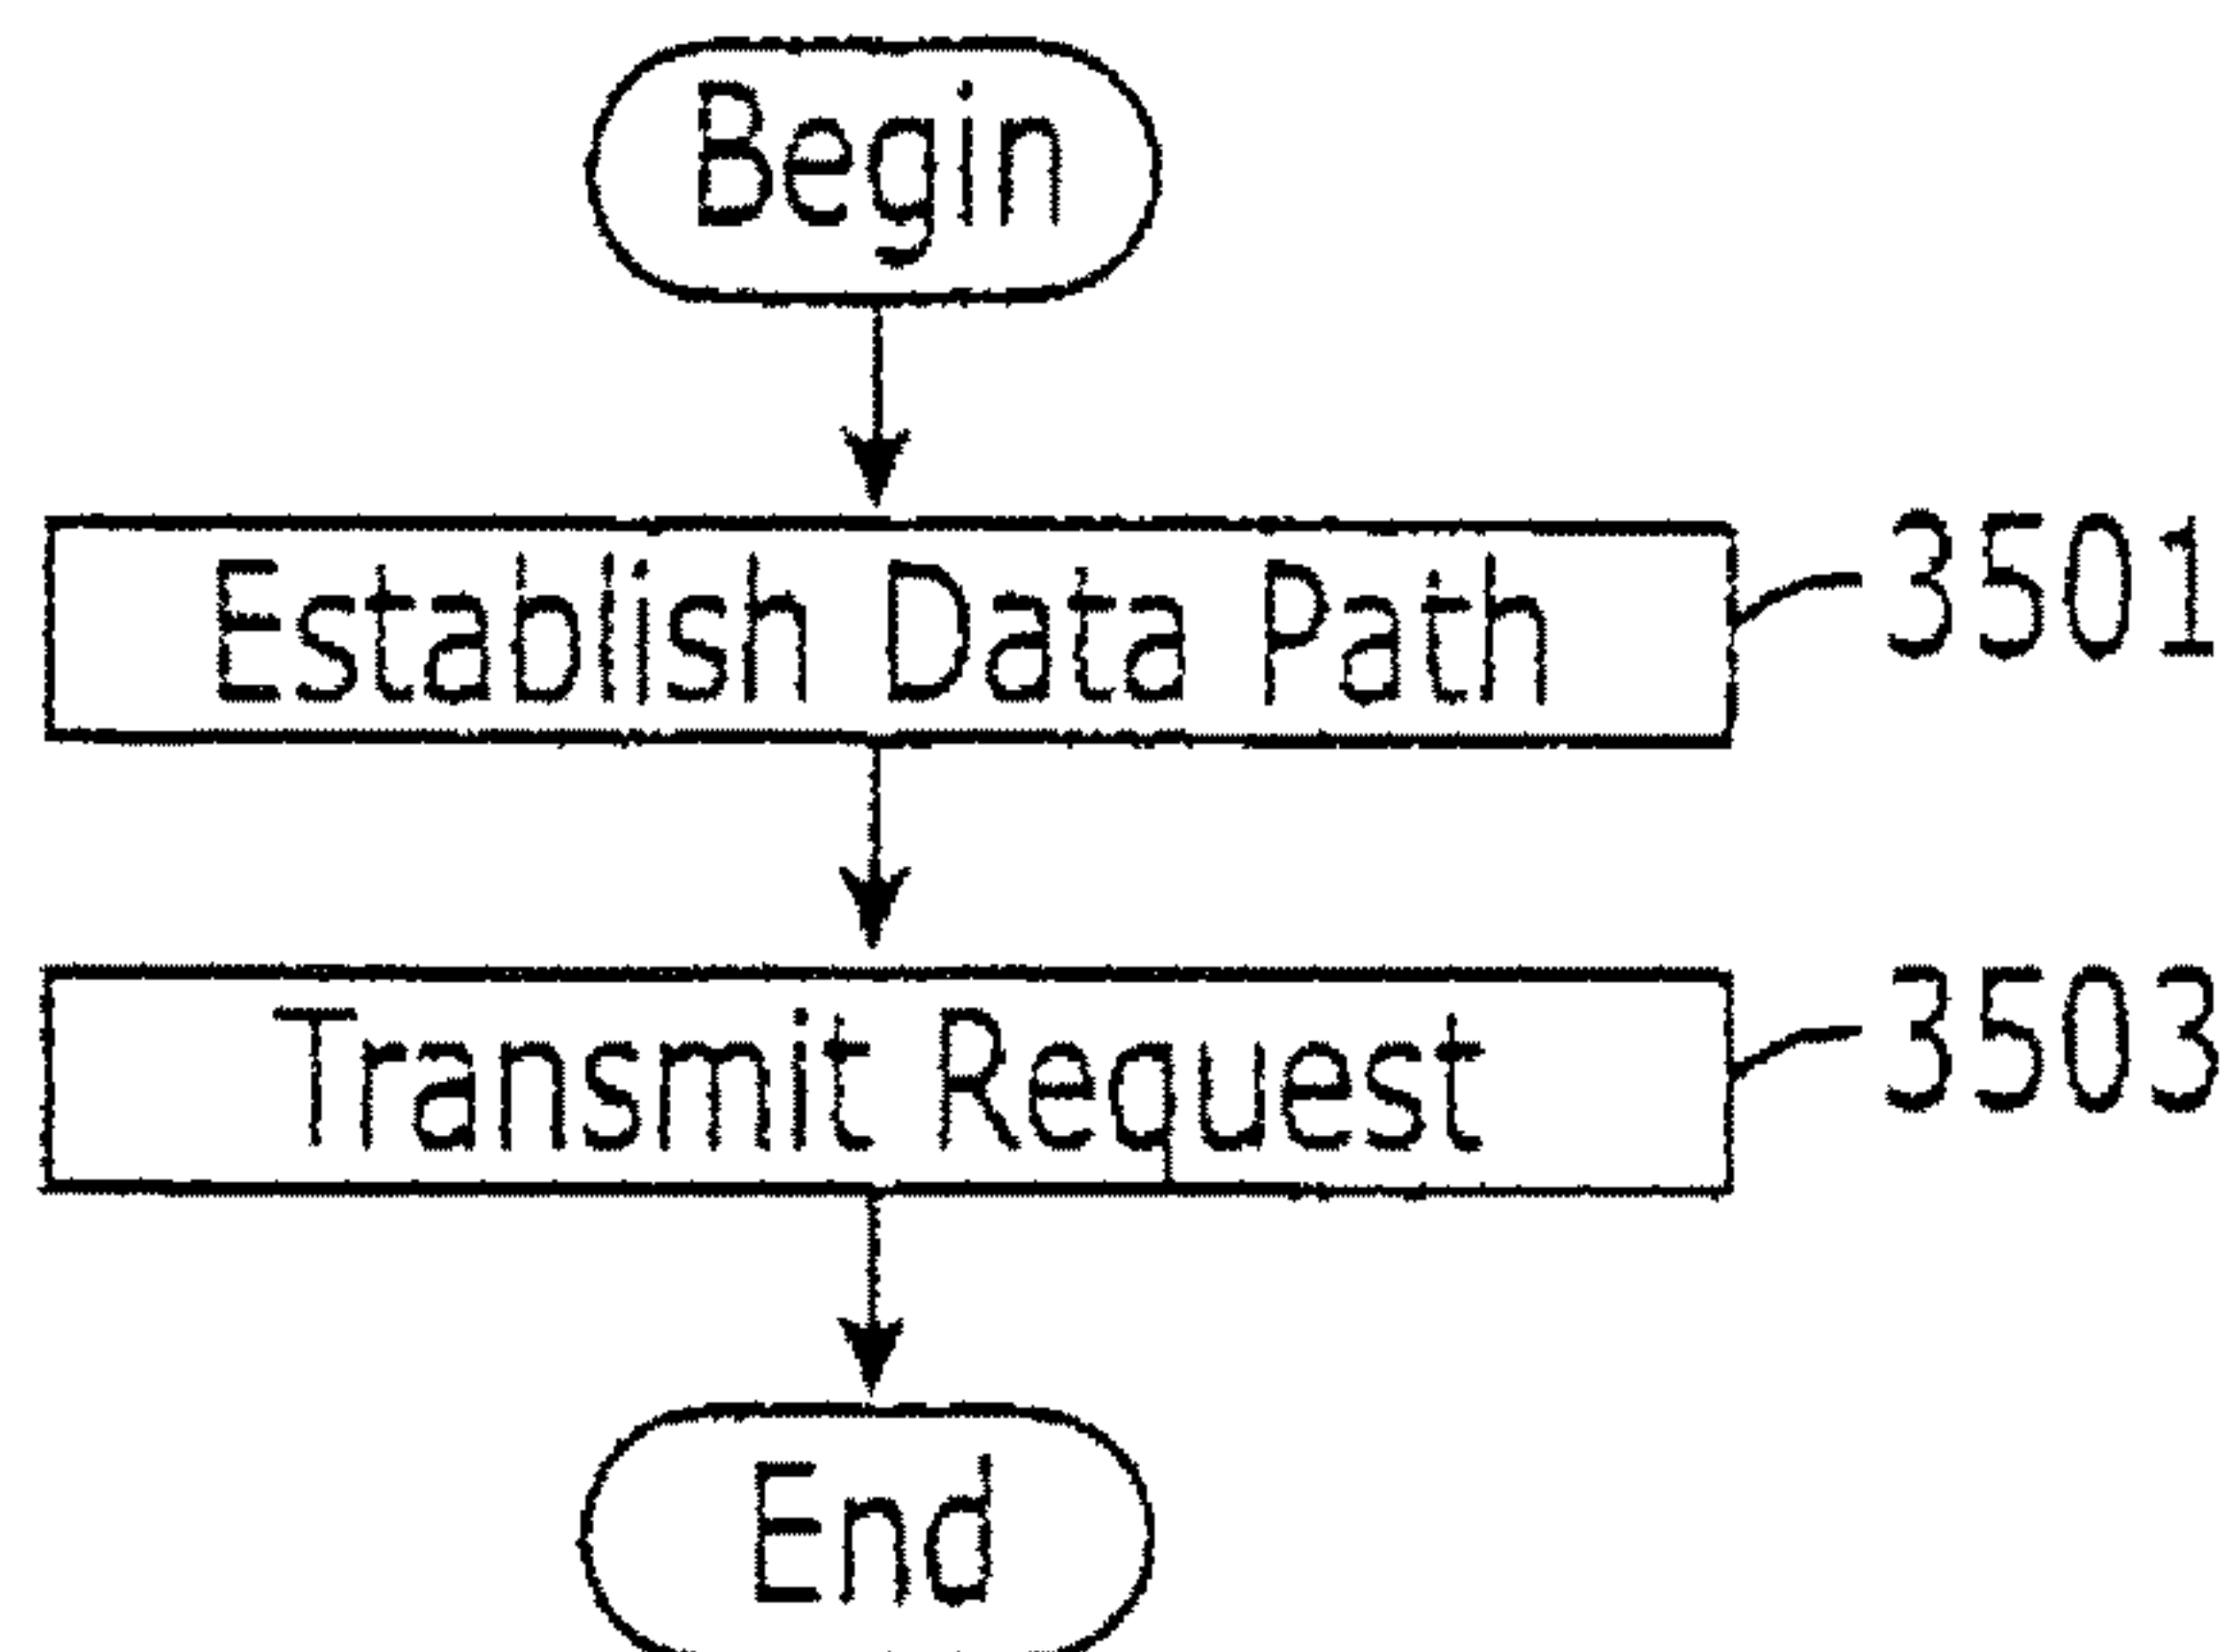 Begin
Establish Data Path
3501
Transmit Request
3503
End